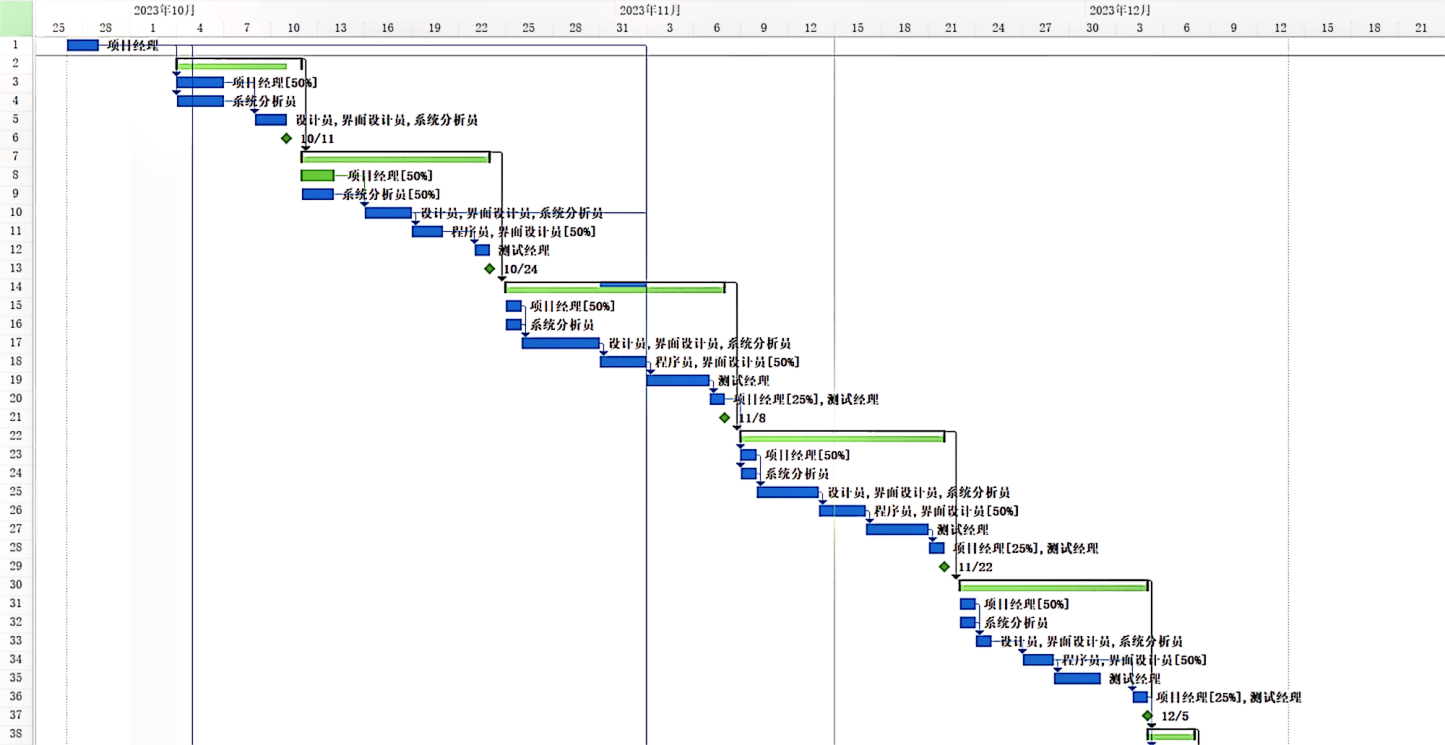 2023年10月 2023年11月 2023年12月
25 28 1 4 7 10 13 16 19 22 25 28 31 3 6 9 12 15 18 21 24 27 30 3 6 9 12 15 18 21
1 项目经理
2
3 项目经理[50%]
4 系统分析员
5 设计员,界面设计员,系统分析员
6 10/11
7
8 项目经理[50%]
9 系统分析员[50%]
10 设计员,界面设计员,系统分析员
11 程序员,界面设计员[50%]
12 测试经理
13 10/24
14
15 项目经理[50%]
16 系统分析员
17 设计员,界面设计员,系统分析员
18 程序员,界面设计员[50%]
19 测试经理
20 项目经理[25%],测试经理
21 11/8
22
23 项目经理[50%]
24 系统分析员
25 设计员,界面设计员,系统分析员
26 程序员,界面设计员[50%]
27 测试经理
28 项目经理[25%],测试经理
29 11/22
30
31 项目经理[50%]
32 系统分析员
33 设计员,界面设计员,系统分析员
34 程序员,界面设计员[50%]
35 测试经理
36 项目经理[25%],测试经理
37 12/5
38